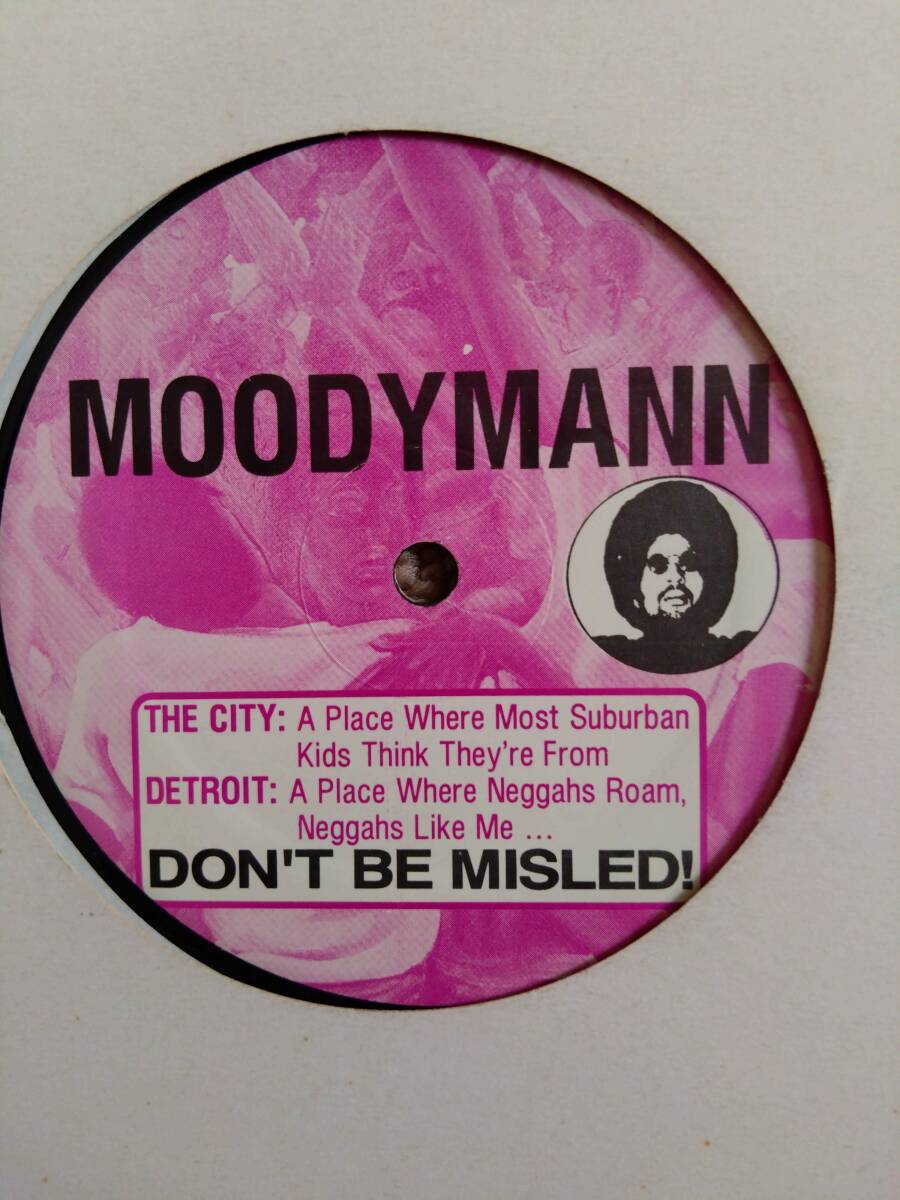 MOODYMANN
THE CITY: A Place Where Most Suburban
Kids Think They're From
DETROIT: A Place Where Neggahs Roam,
Neggahs Like Me ...
DON'T BE MISLED!